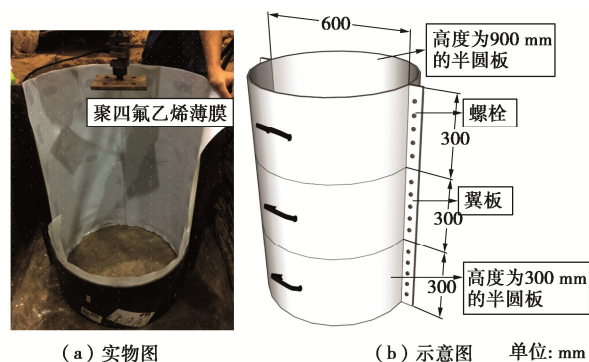 聚四氟乙烯薄膜
600
高度为900 mm
的半圆板
螺栓
300
翼板
300
高度为300 mm
的半圆板
300
(a)实物图
(b)示意图 单位: mm